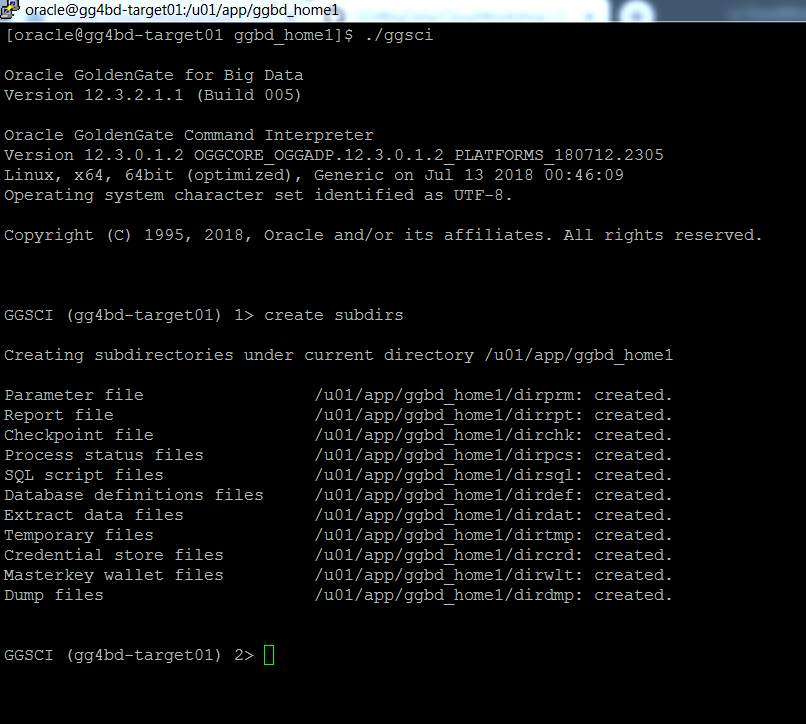 oracle@gg4bd-target01:/u01/app/ggbd_home1
[oracle@gg4bd-target01 ggbd_home1]$ ./ggsci
Oracle GoldenGate for Big Data
Version 12.3.2.1.1 (Build 005)
Oracle GoldenGate Command Interpreter
Version 12.3.0.1.2 OGGCORE_OGGADP.12.3.0.1.2_PLATFORMS_180712.2305
Linux, x64, 64bit (optimized), Generic on Jul 13 2018 00:46:09
Operating system character set identified as UTF-8.
Copyright (C) 1995, 2018, Oracle and/or its affiliates. All rights reserved.
GGSCI (gg4bd-target01) 1> create subdirs
Creating subdirectories under current directory /u01/app/ggbd_home1
Parameter file /u01/app/ggbd_home1/dirprm: created.
Report file /u01/app/ggbd_home1/dirrpt: created.
Checkpoint file /u01/app/ggbd_home1/dirchk: created.
Process status files /u01/app/ggbd_home1/dirpcs: created.
SQL script files /u01/app/ggbd_home1/dirsql: created.
Database definitions files /u01/app/ggbd_home1/dirdef: created.
Extract data files /u01/app/ggbd_home1/dirdat: created.
Temporary files /u01/app/ggbd_home1/dirtmp: created.
Credential store files /u01/app/ggbd_home1/dircrd: created.
Masterkey wallet files /u01/app/ggbd_home1/dirwlt: created.
Dump files /u01/app/ggbd_home1/dirdmp: created.
GGSCI (gg4bd-target01) 2>